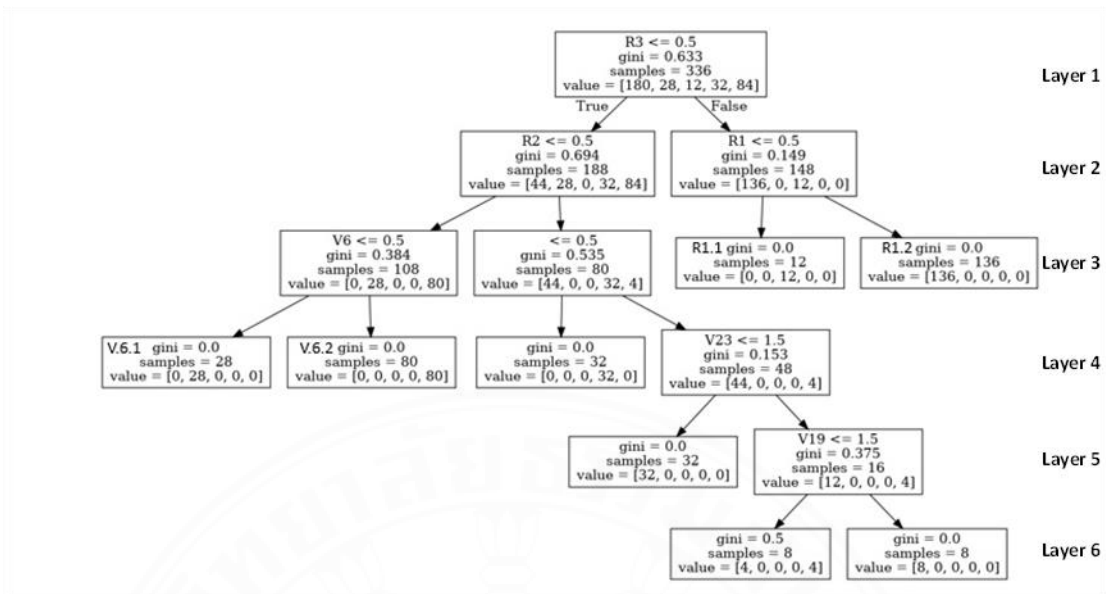 R3 <= 0.5
gini = 0.633
samples = 336
value = [180, 28, 12, 32, 84]
Layer 1
True
False
R2 <= 0.5
gini = 0.694
samples = 188
value = [44, 28, 0, 32, 84]
R1 <= 0.5
gini = 0.149
samples = 148
value = [136, 0, 12, 0, 0]
Layer 2
V6 <= 0.5
gini = 0.384
samples = 108
value = [0, 28, 0, 0, 80]
<= 0.5
gini = 0.535
samples = 80
value = [44, 0, 0, 32, 4]
R1.1 gini = 0.0
samples = 12
value = [0, 0, 12, 0, 0]
R1.2 gini = 0.0
samples = 136
value = [136, 0, 0, 0, 0]
Layer 3
V.6.1 gini = 0.0
samples = 28
value = [0, 28, 0, 0, 0]
V.6.2 gini = 0.0
samples = 80
value = [0, 0, 0, 0, 80]
gini = 0.0
samples = 32
value = [0, 0, 0, 32, 0]
V23 <= 1.5
gini = 0.153
samples = 48
value = [44, 0, 0, 0, 4]
Layer 4
gini = 0.0
samples = 32
value = [32, 0, 0, 0, 0]
V19 <= 1.5
gini = 0.375
samples = 16
value = [12, 0, 0, 0, 4]
Layer 5
gini = 0.5
samples = 8
value = [4, 0, 0, 0, 4]
gini = 0.0
samples = 8
value = [8, 0, 0, 0, 0]
Layer 6